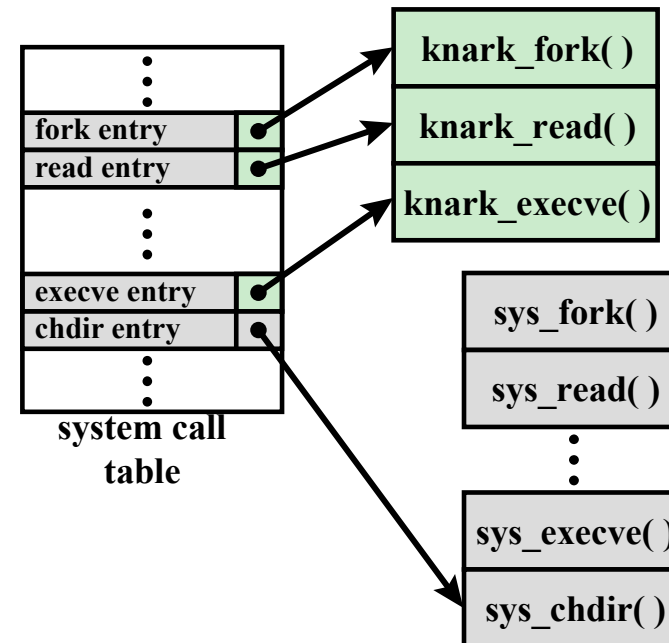 fork entry
read entry
execve entry
chdir entry
system call
table
knark_fork( )
knark_read( )
knark_execve( )
sys_fork( )
sys_read( )
sys_execve( )
sys_chdir( )